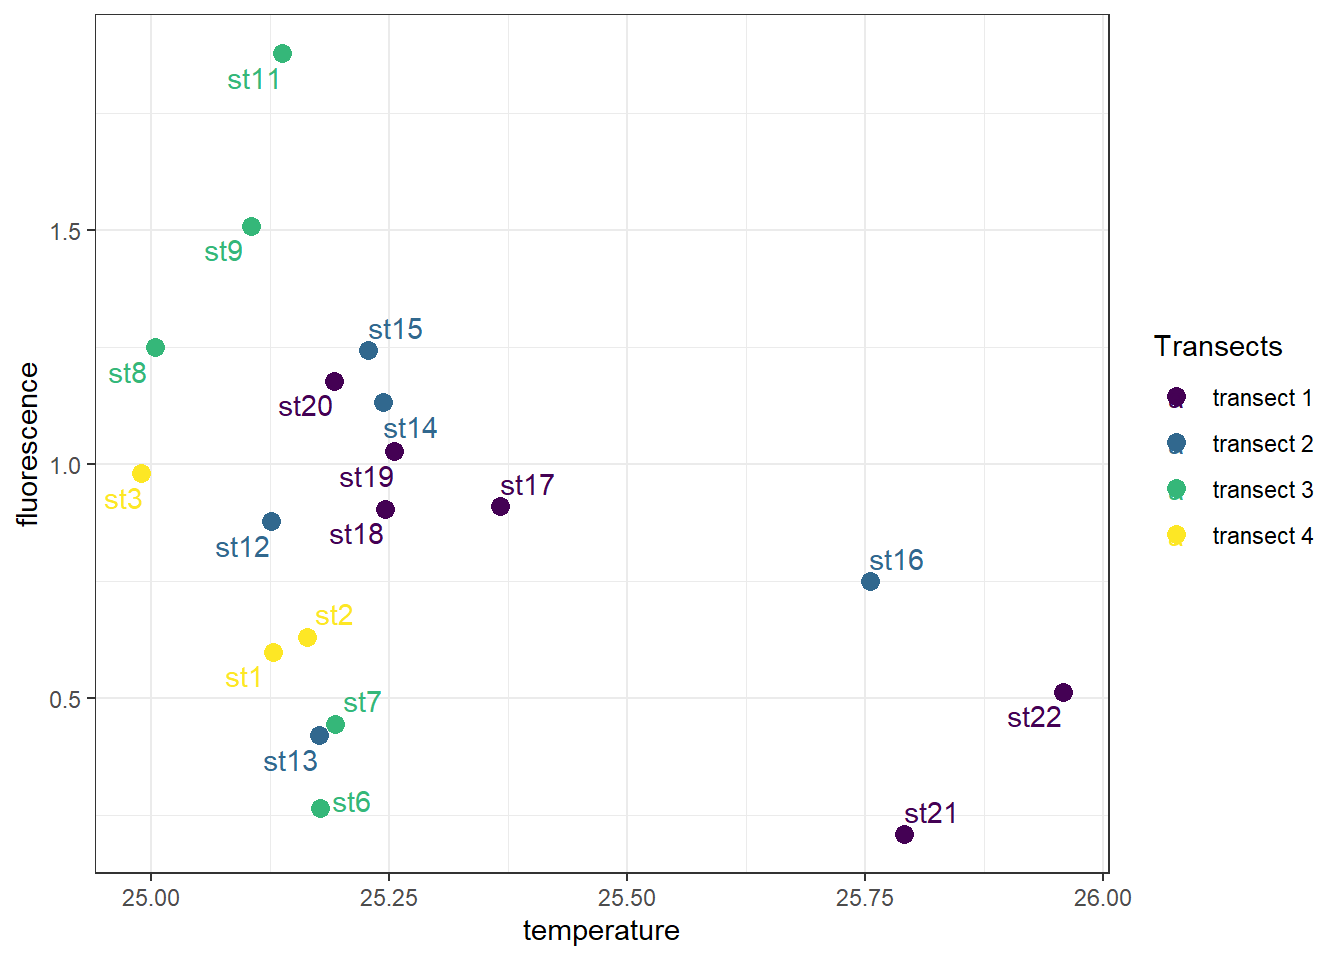 st11
1.5
st9
st15
st8
st20
st14
fluorescence
1.0
st19
st17
st3
st18
st12
st16
st2
st1
0.5
st7
st22
st13
st6
st21
25.00
25.25
25.50
25.75
26.00
temperature
Transects
transect 1
transect 2
transect 3
transect 4